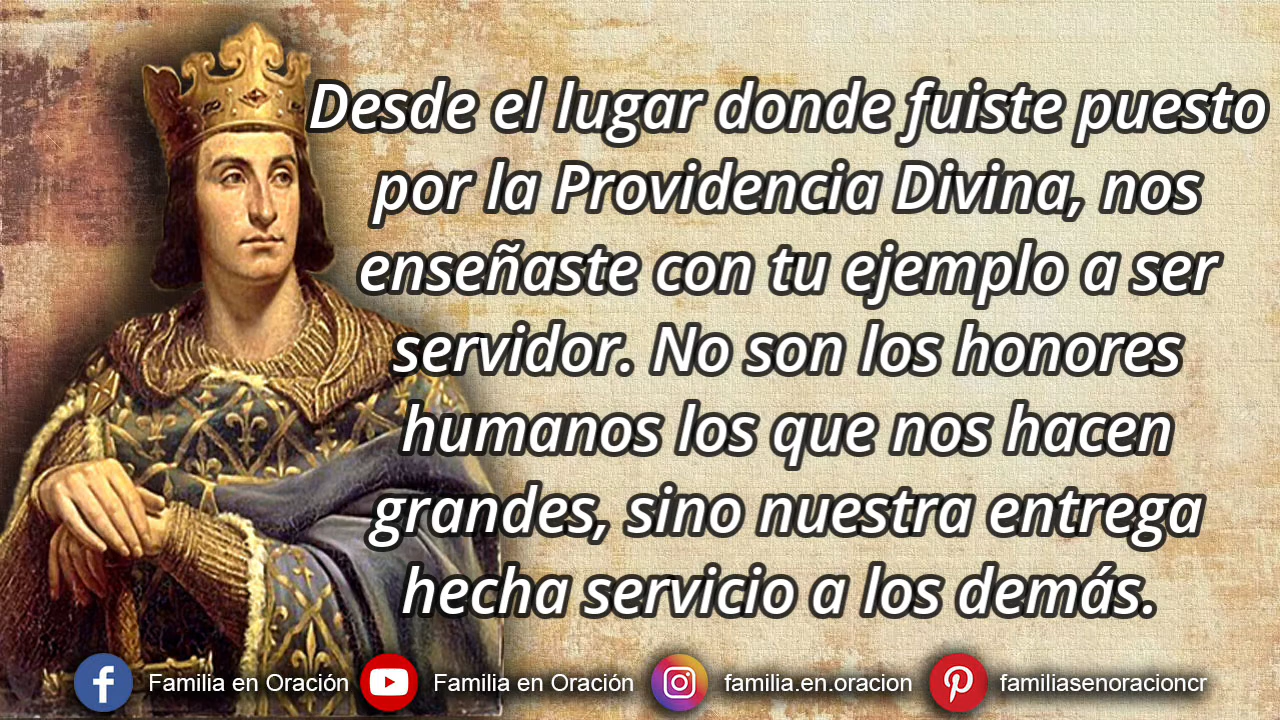 Desde el lugar donde fuiste puesto
por la Providencia Divina, nos
enseñaste con tu ejemplo a ser
servidor. No son los honores
humanos los que nos hacen
grandes, sino nuestra entrega
hecha servicio a los demás.
Familia en Oración Familia en Oración familia.en.oracion familiasenoracioncr